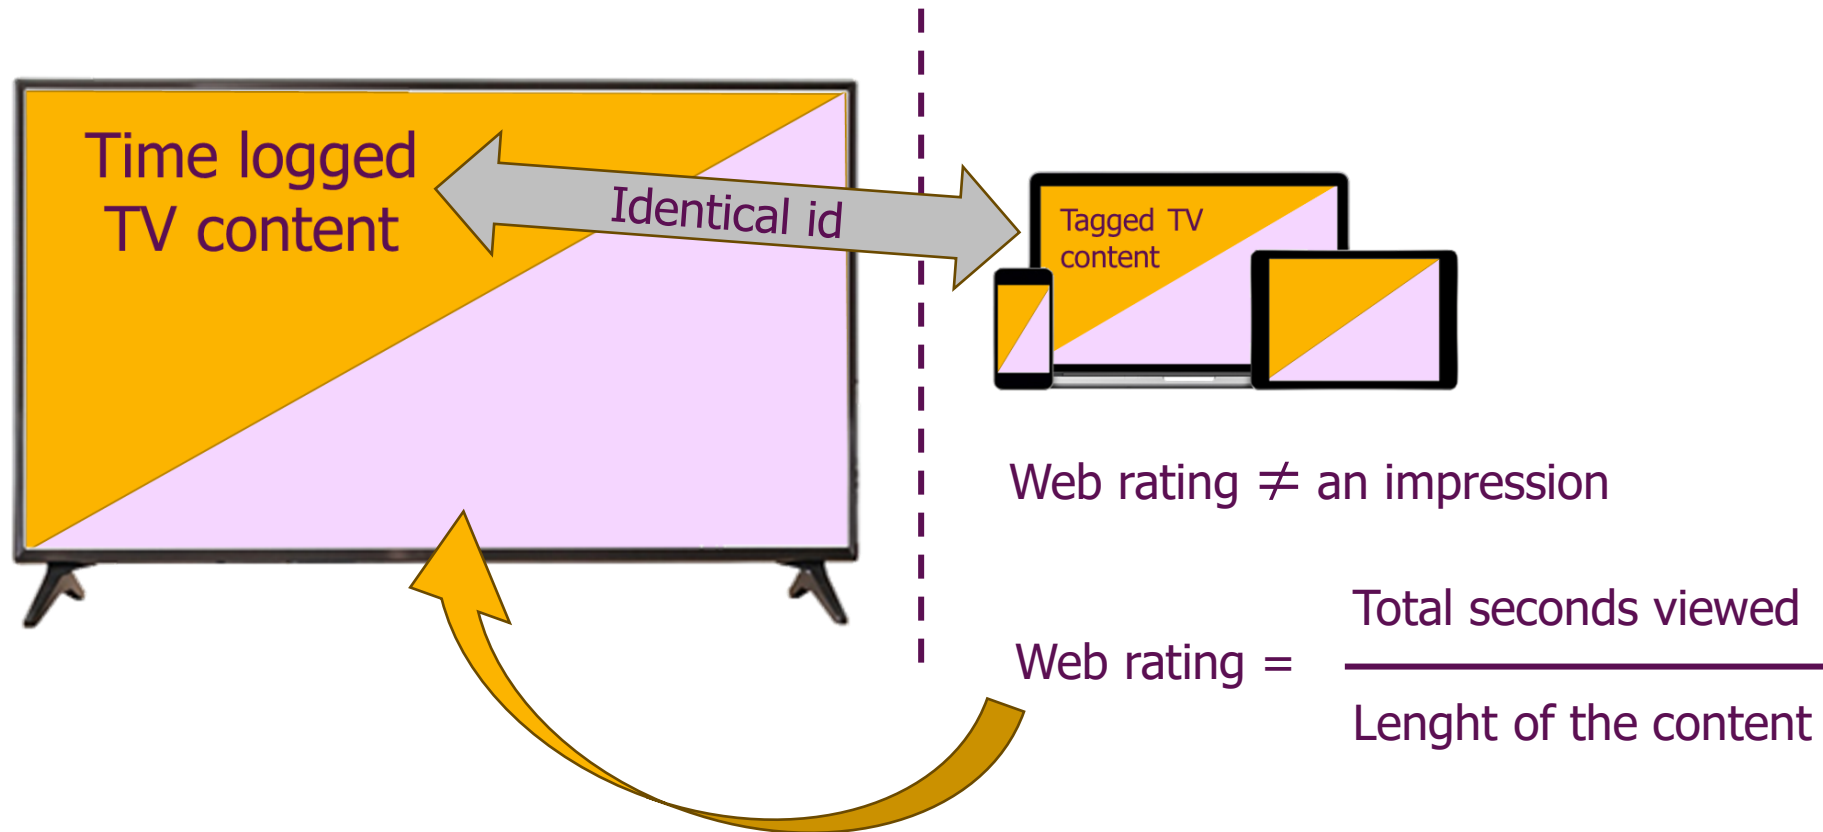 Time logged
TV content
Identical id
Tagged TV
content
Web rating ≠ an impression
Web rating =
Total seconds viewed
Lenght of the content